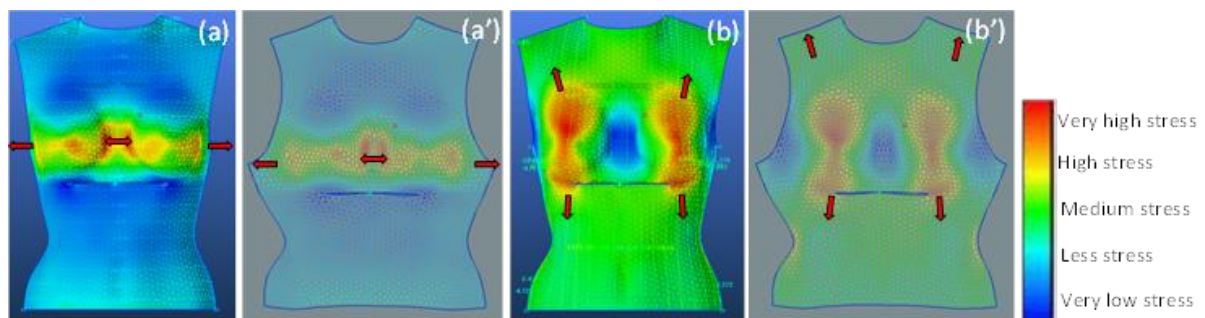 (a)
(a')
(b)
(b')
Very high stress
High stress
Medium stress
Less stress
Very low stress